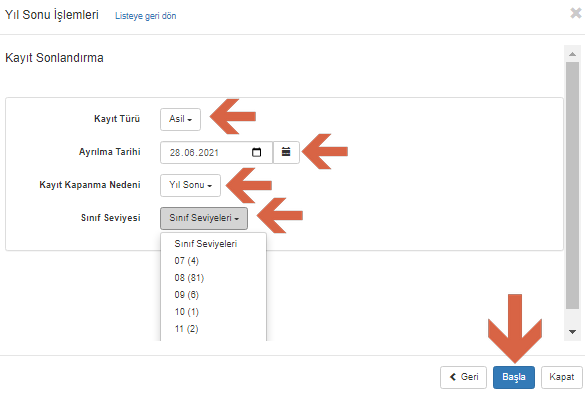 Yıl Sonu İşlemleri Listeye geri dön
Kayıt Sonlandırma
Kayıt Türü Asil
Ayrılma Tarihi 28.06.2021
Kayıt Kapanma Nedeni Yıl Sonu
Sınıf Seviyesi Sınıf Seviyeleri
Sınıf Seviyeleri
07 (4)
08 (81)
09 (6)
10 (1)
11 (2)
Geri Başla Kapat